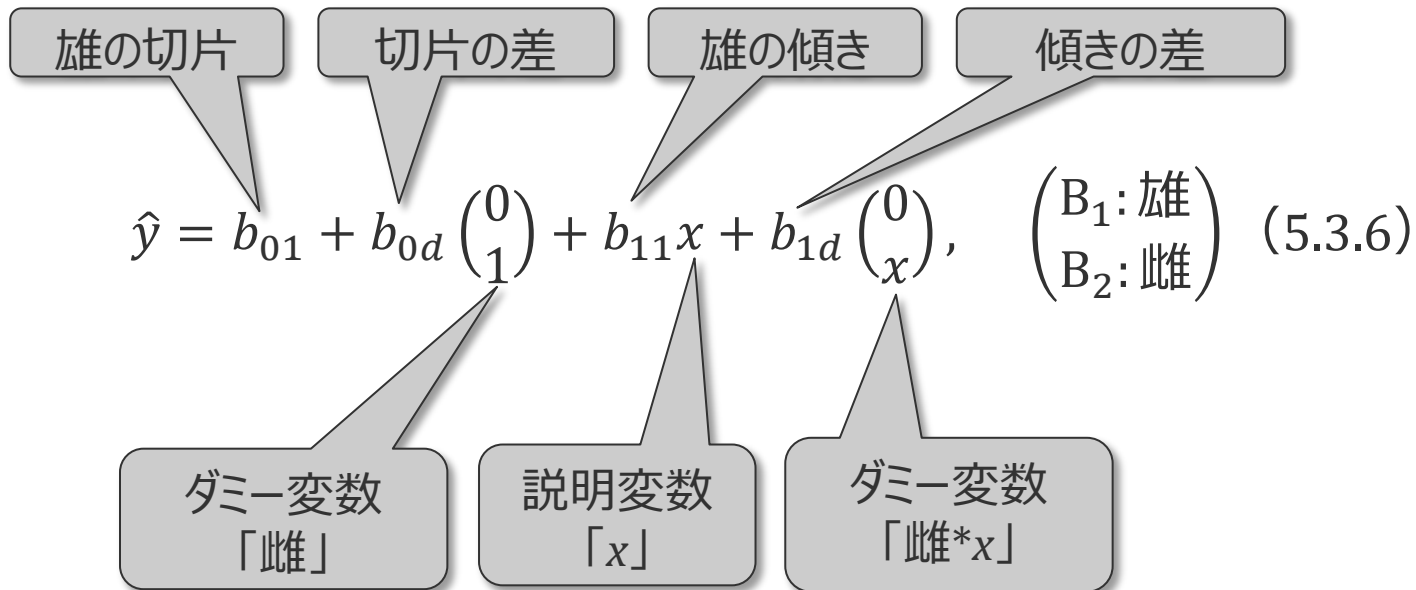 雄の切片 切片の差 雄の傾き 傾きの差
ŷ = b₀₁ + b₀d (0 1) + b₁₁x + b₁d (0 x), (B₁: 雄 B₂: 雌) (5.3.6)
ダミー変数 説明変数 ダミー変数
「雌」 「x」 「雌*x」